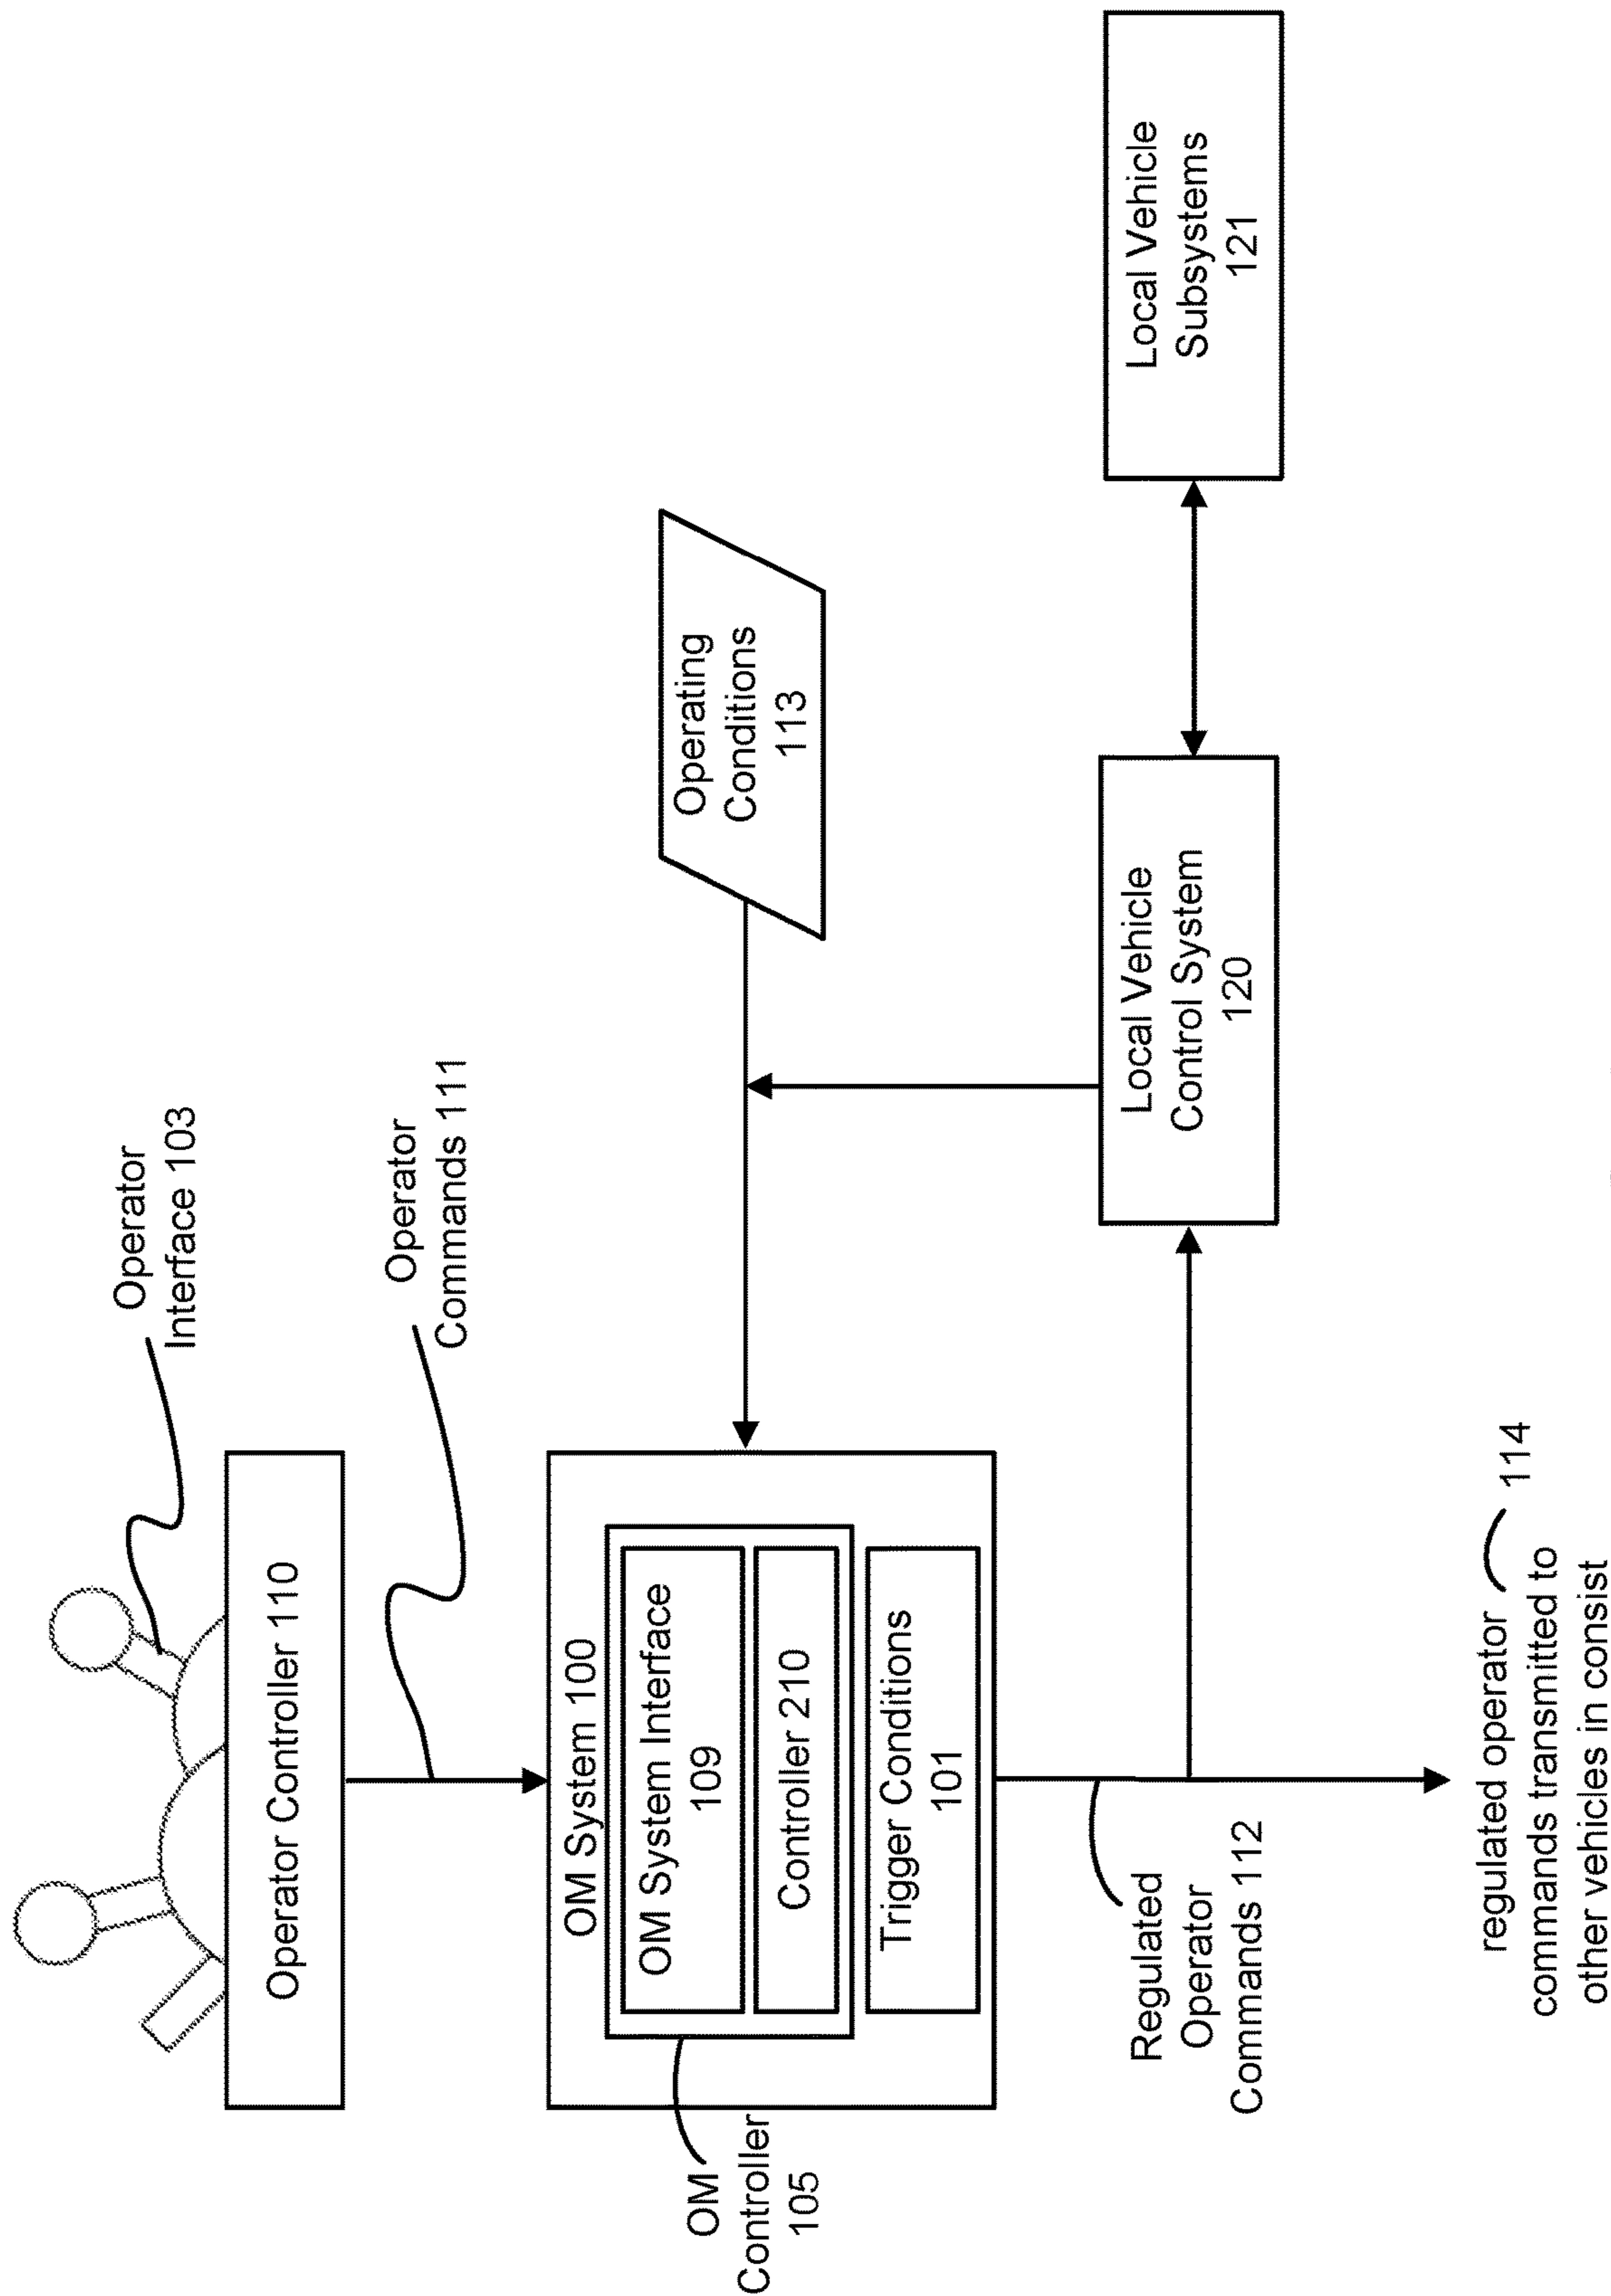 Operator
Interface 103
Operator Controller 110
Operator
Commands 111
OM System 100
OM System Interface
109
Controller 210
Trigger Conditions
101
OM
Controller
105
Operating
Conditions
113
Regulated
Operator
Commands 112
Local Vehicle
Control System
120
Local Vehicle
Subsystems
121
regulated operator 114
commands transmitted to
other vehicles in consist